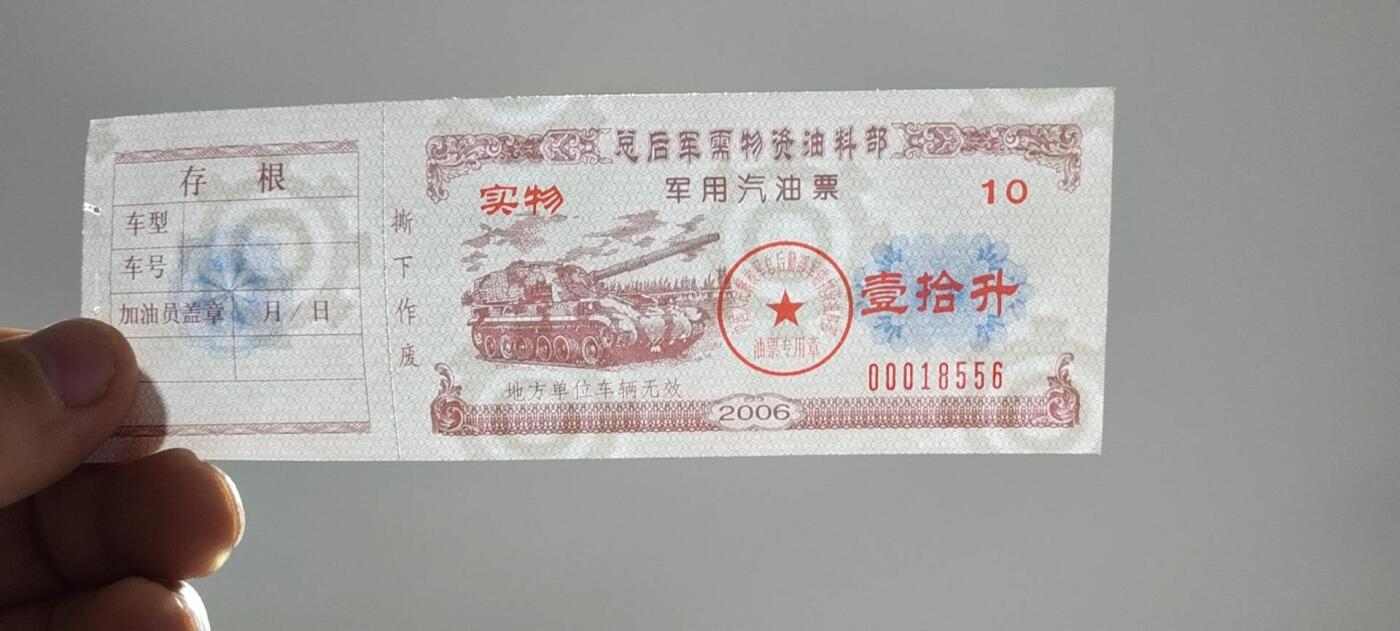 存 根
车型
车号
加油员盖章 月/日
撕下作废
总后军需物资油料部
军用汽油票
实物
10
油票专用章
壹拾升
00018556
地方单位车辆无效
2006